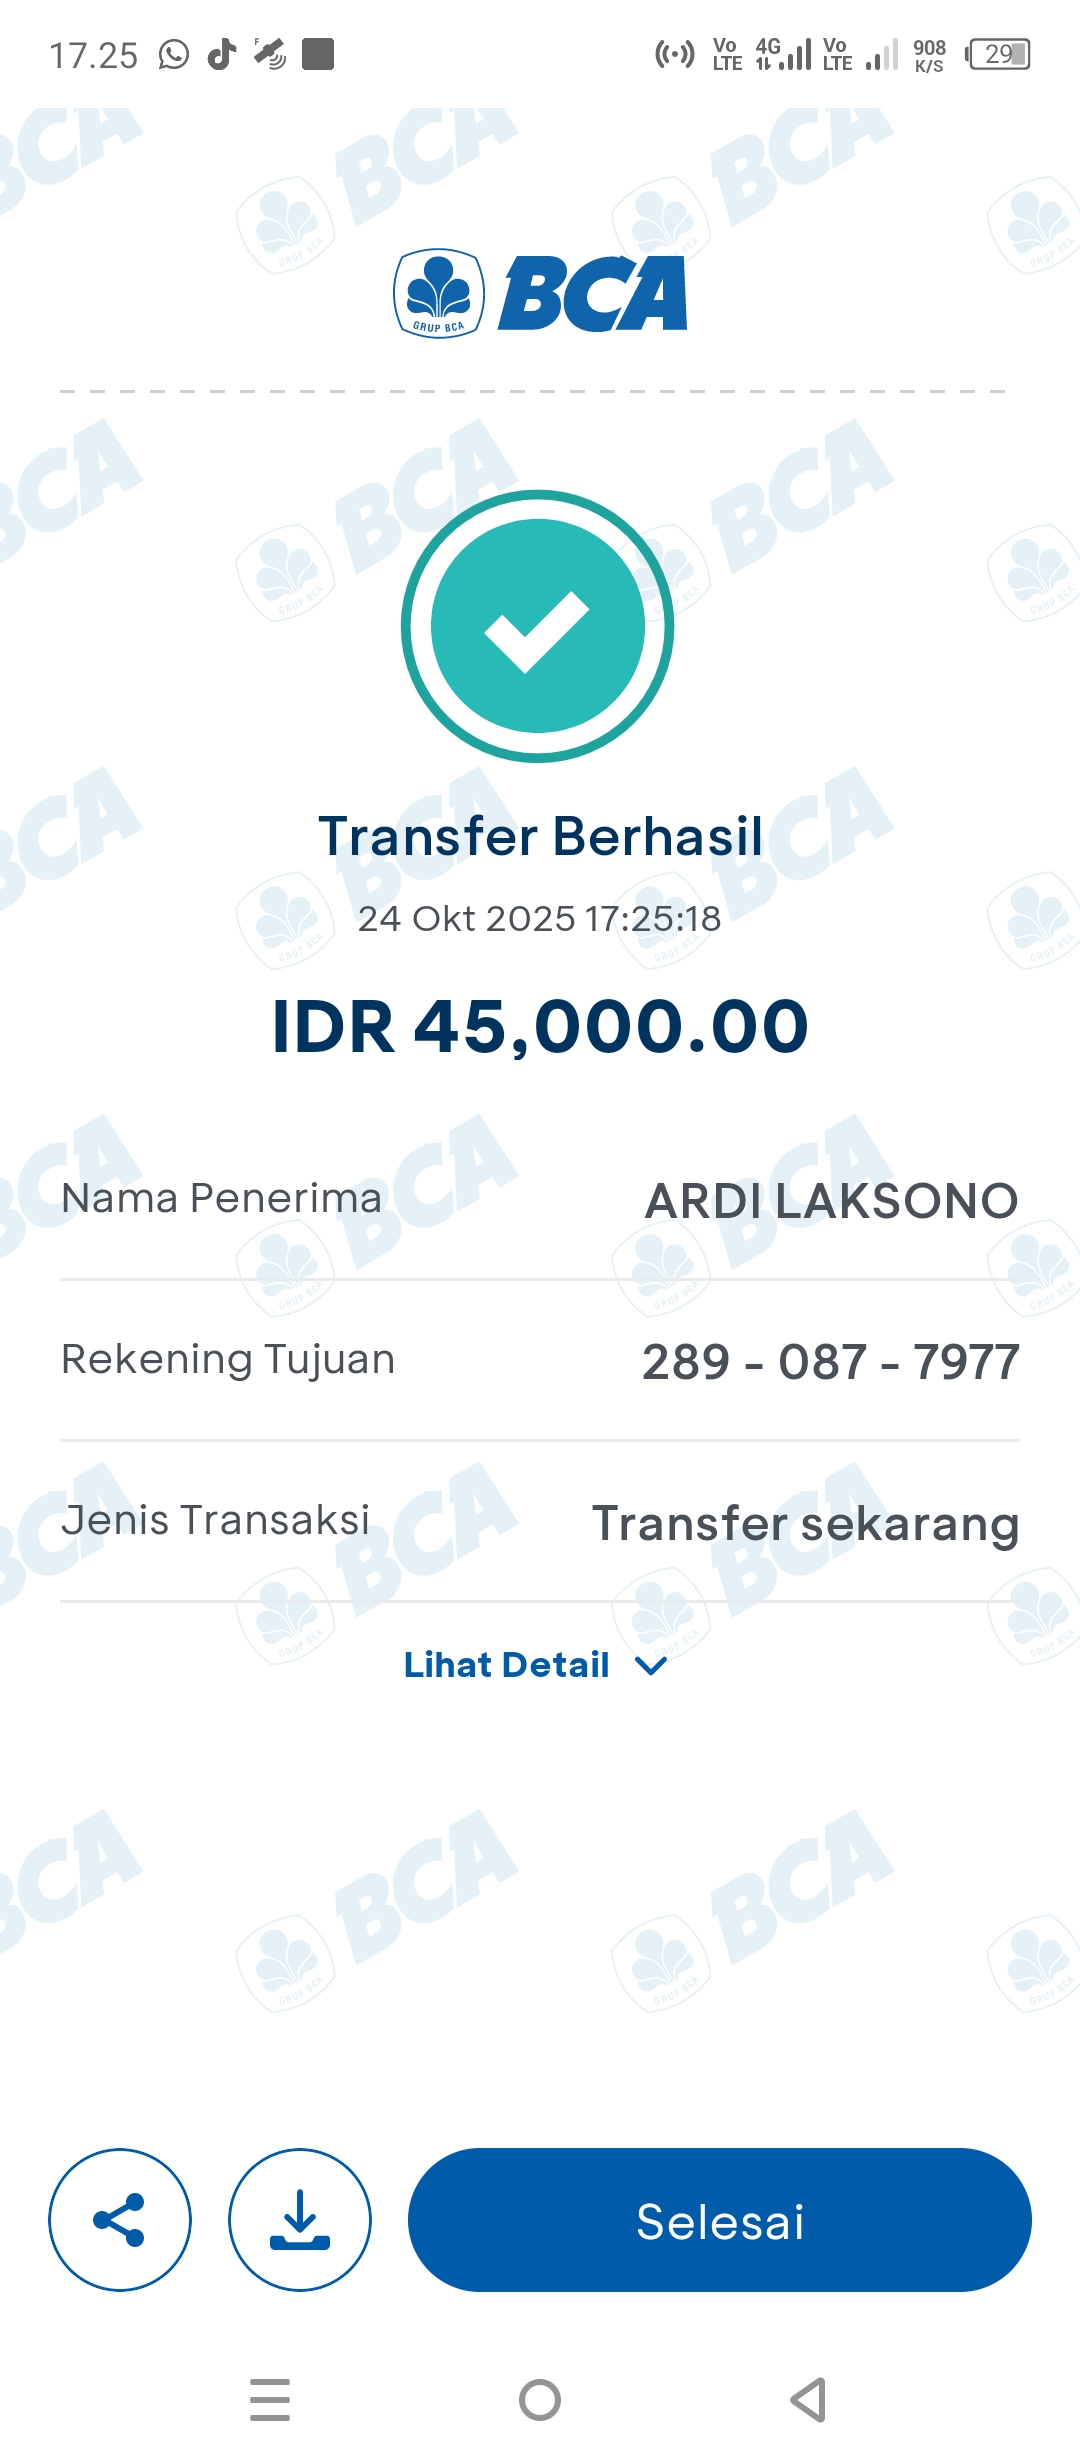 17.25
Vo LTE 4G Vo LTE 908 K/S 29
GRUP BCA BCA
Transfer Berhasil
24 Okt 2025 17:25:18
IDR 45,000.00
Nama Penerima ARDI LAKSONO
Rekening Tujuan 289 - 087 - 7977
Jenis Transaksi Transfer sekarang
Lihat Detail
Selesai